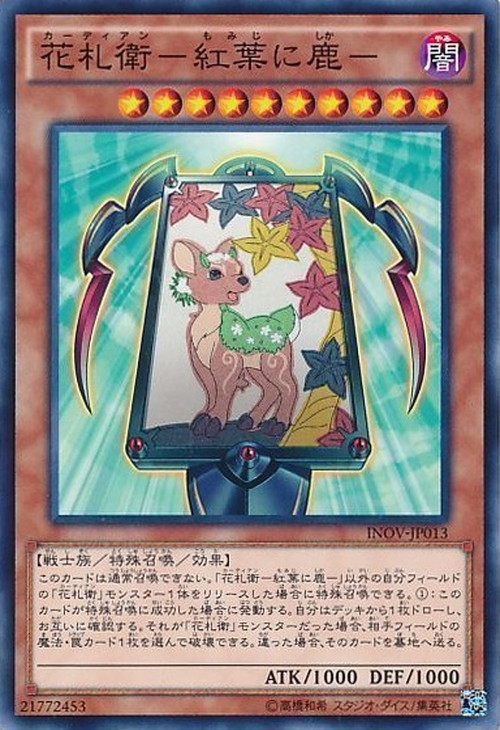 カーディアン もみじ しか
花札衛－紅葉に鹿－
やみ
闇
INOV-JP013
【戦士族／特殊召喚／効果】
このカードは通常召喚できない。「花札衛－紅葉に鹿－」以外の自分フィールド
の「花札衛」モンスター１体をリリースした場合に特殊召喚できる。①：この
カードが特殊召喚に成功した場合に発動する。自分はデッキから１枚ドローし、
お互いに確認する。それが「花札衛」モンスターだった場合、相手フィールドの
魔法・罠カード１枚を選んで破壊できる。違った場合、そのカードを墓地へ送る。
ATK/1000 DEF/1000
21772453
©高橋和希 スタジオ・ダイス/集英社